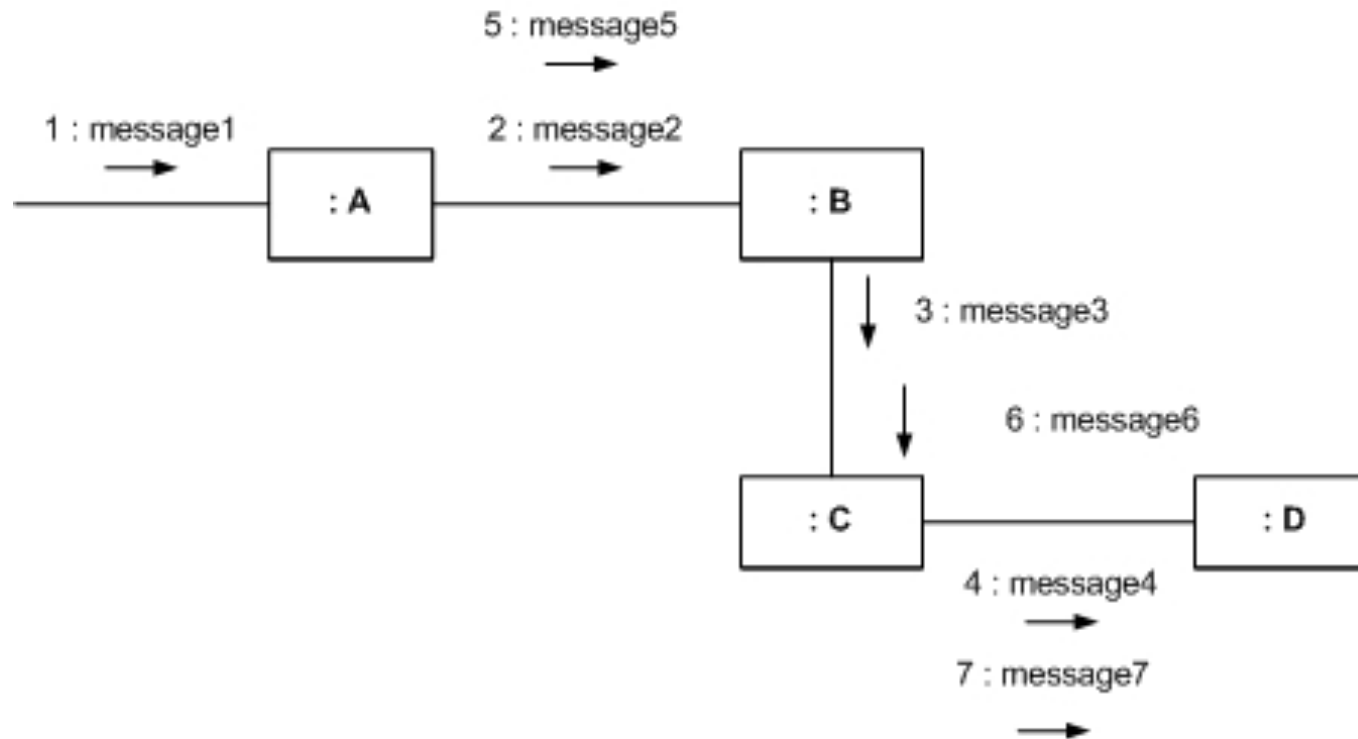 5 : message5
1 : message1
2 : message2
: A
: B
3 : message3
6 : message6
: C
: D
4 : message4
7 : message7